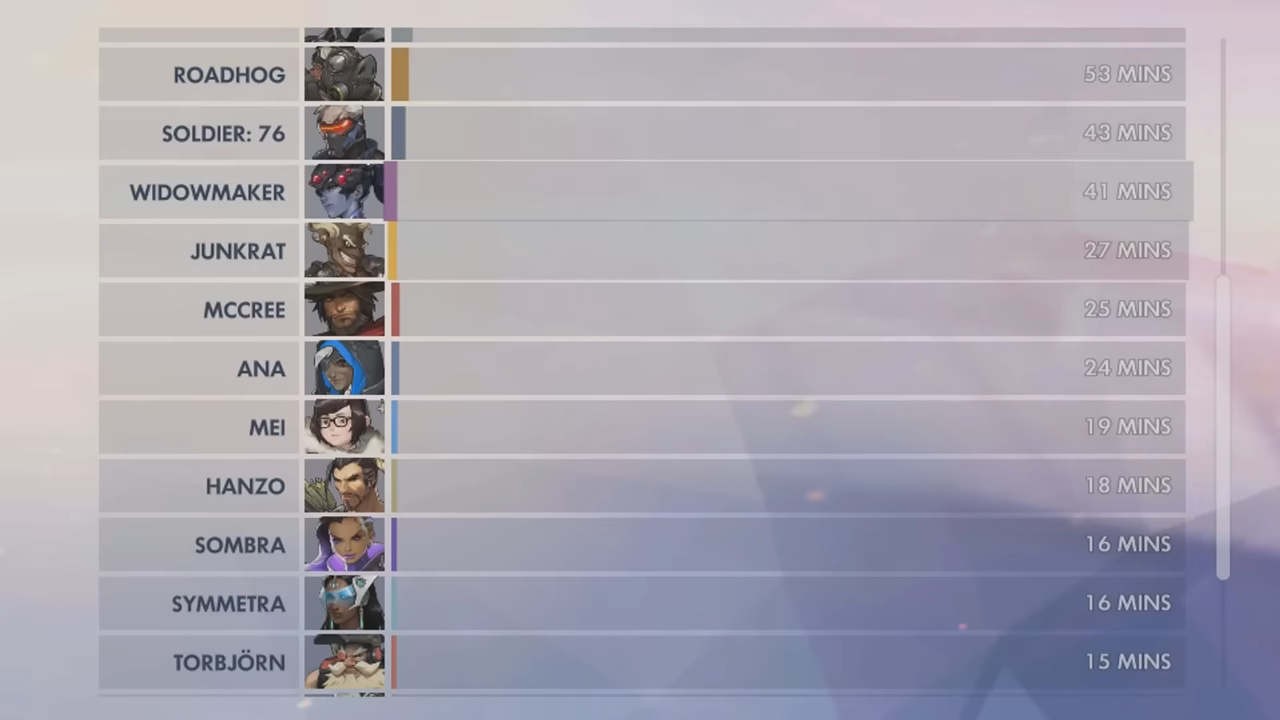 ROADHOG 53 MINS
SOLDIER: 76 43 MINS
WIDOWMAKER 41 MINS
JUNKRAT 27 MINS
MCCREE 25 MINS
ANA 24 MINS
MEI 19 MINS
HANZO 18 MINS
SOMBRA 16 MINS
SYMMETRA 16 MINS
TORBJÖRN 15 MINS